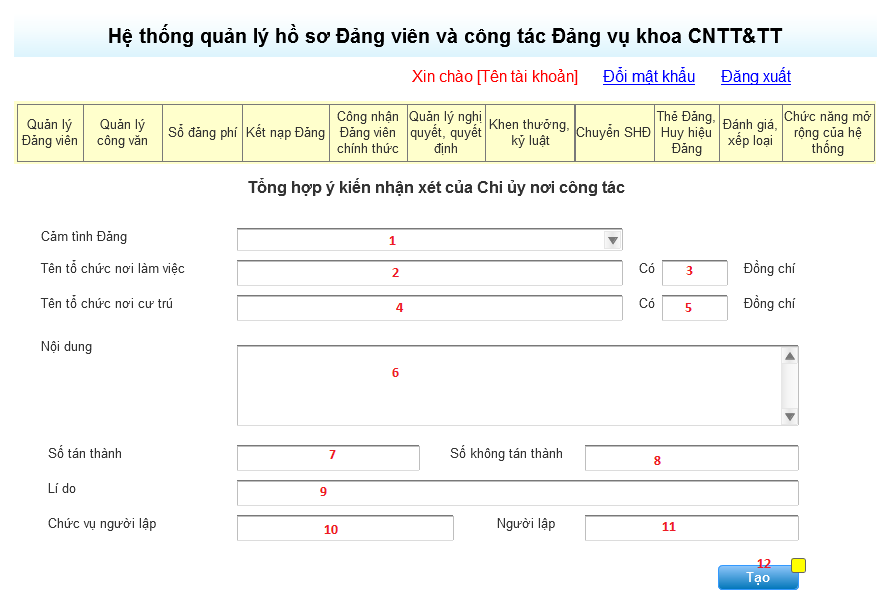 Hệ thống quản lý hồ sơ Đảng viên và công tác Đảng vụ khoa CNTT&TT
Xin chào [Tên tài khoản] Đổi mật khẩu Đăng xuất
Quản lý Đảng viên
Quản lý công văn
Sổ đảng phí
Kết nạp Đảng
Công nhận Đảng viên chính thức
Quản lý nghị quyết, quyết định
Khen thưởng, kỷ luật
Chuyển SHĐ
Thẻ Đảng, Huy hiệu Đảng
Đánh giá, xếp loại
Chức năng mở rộng của hệ thống
Tổng hợp ý kiến nhận xét của Chi ủy nơi công tác
Cảm tình Đảng 1
Tên tổ chức nơi làm việc 2 Có 3 Đồng chí
Tên tổ chức nơi cư trú 4 Có 5 Đồng chí
Nội dung
6
Số tán thành 7 Số không tán thành 8
Lí do 9
Chức vụ người lập 10 Người lập 11
12
Tạo